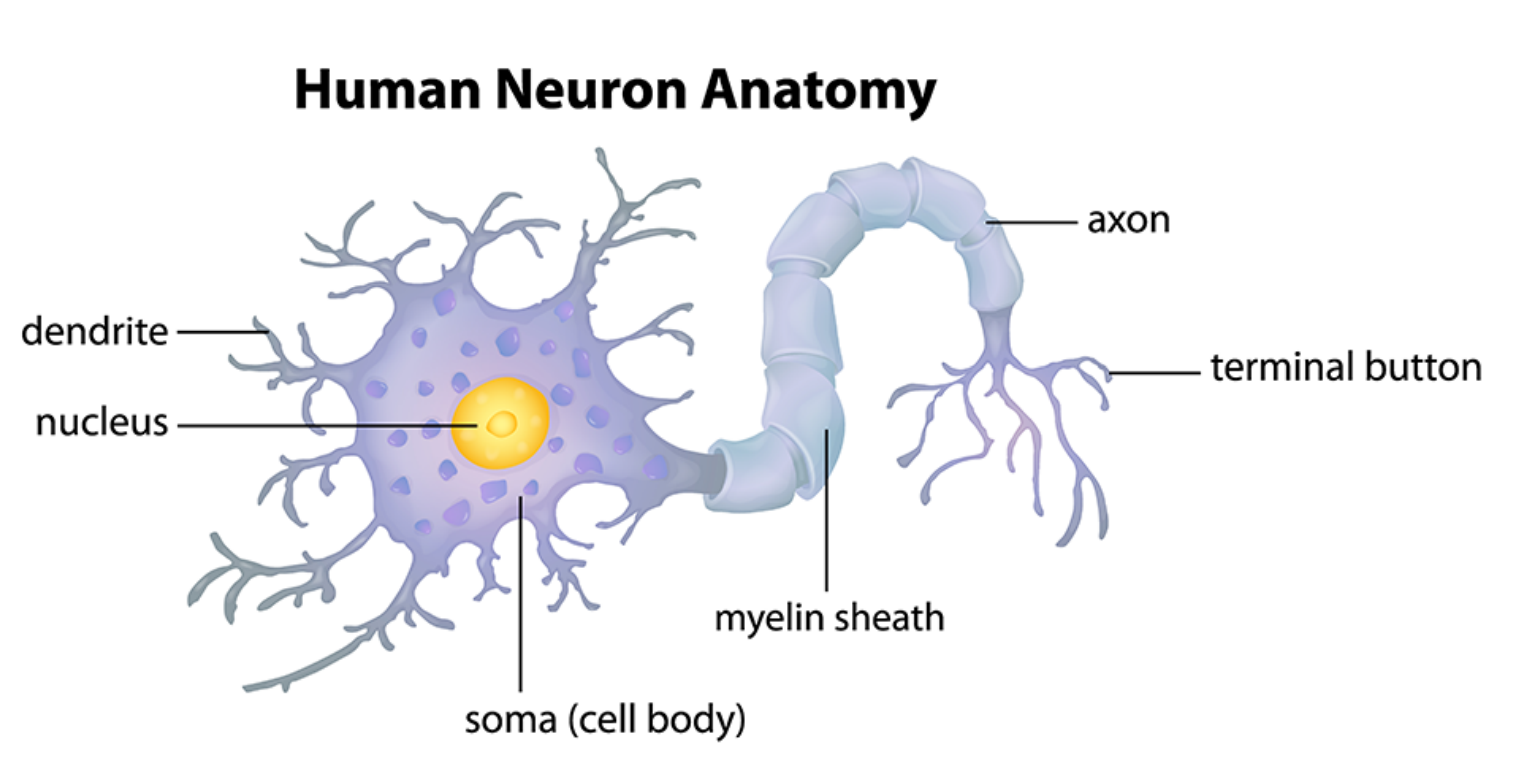 Human Neuron Anatomy
axon
dendrite
terminal button
nucleus
myelin sheath
soma (cell body)